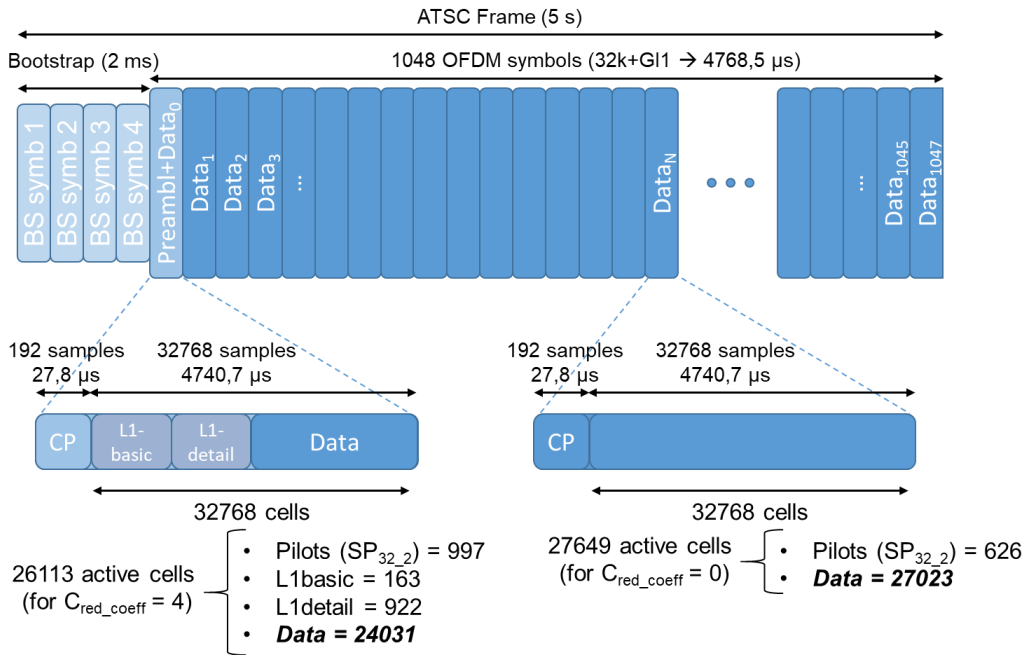 ATSC Frame (5 s)
Bootstrap (2 ms)
1048 OFDM symbols (32k+GI1 → 4768,5 µs)
BS symb 1
BS symb 2
BS symb 3
BS symb 4
Preambl+Data0
Data1
Data2
Data3
...
DataN
...
Data1045
Data1047
192 samples
27,8 µs
32768 samples
4740,7 µs
CP
L1-
basic
L1-
detail
Data
32768 cells
26113 active cells
(for Cred_coeff = 4)
• Pilots (SP32_2) = 997
• L1basic = 163
• L1detail = 922
• Data = 24031
192 samples
27,8 µs
32768 samples
4740,7 µs
CP
32768 cells
27649 active cells
(for Cred_coeff = 0)
• Pilots (SP32_2) = 626
• Data = 27023